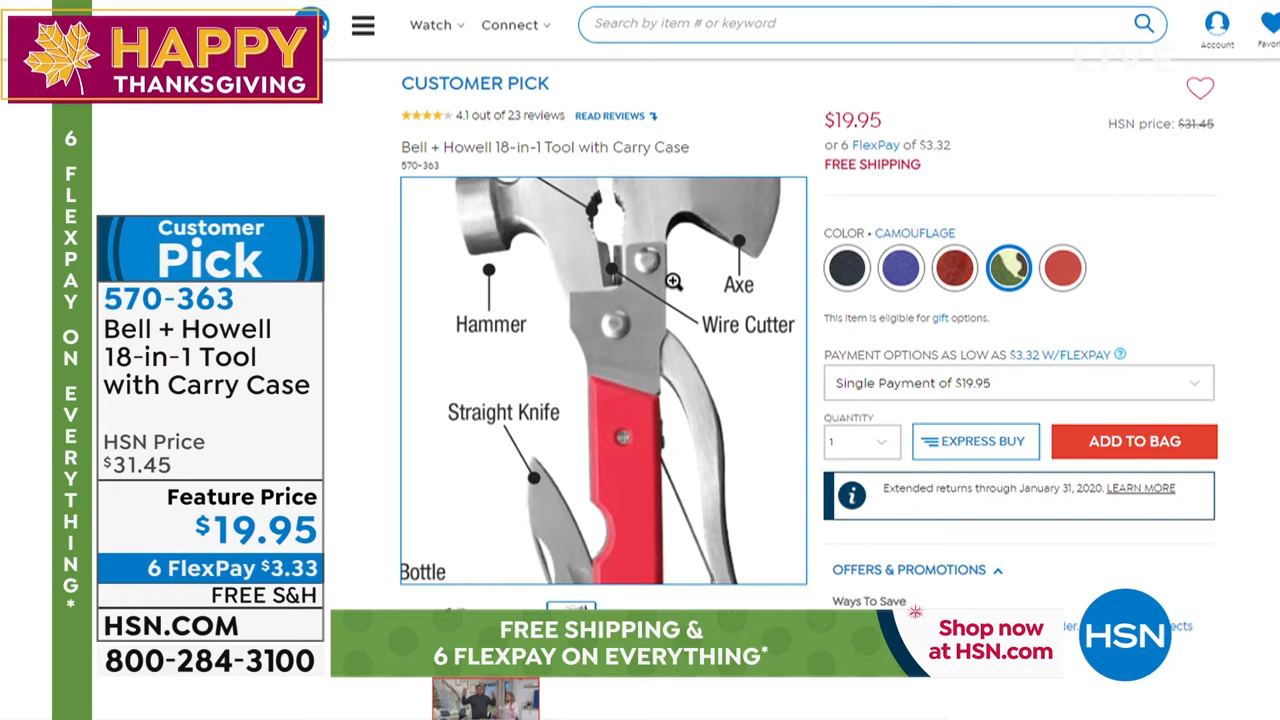 HAPPY
THANKSGIVING
6 FLEXPAY ON EVERYTHING*
Customer
Pick
570-363
Bell + Howell
18-in-1 Tool
with Carry Case
HSN Price
$31.45
Feature Price
$19.95
6 FlexPay $3.33
FREE S&H
HSN.COM
800-284-3100
Watch
Connect
Search by item # or keyword
Account
LIVE
CUSTOMER PICK
4.1 out of 23 reviews READ REVIEWS
Bell + Howell 18-in-1 Tool with Carry Case
570-363
Hammer
Axe
Wire Cutter
Straight Knife
Bottle
$19.95
HSN price: $31.45
or 6 FlexPay of $3.32
FREE SHIPPING
COLOR • CAMOUFLAGE
This item is eligible for gift options.
PAYMENT OPTIONS AS LOW AS $3.32 W/FLEXPAY ?
Single Payment of $19.95
QUANTITY
1
EXPRESS BUY
ADD TO BAG
i
Extended returns through January 31, 2020. LEARN MORE
OFFERS & PROMOTIONS
Ways To Save
FREE SHIPPING &
6 FLEXPAY ON EVERYTHING*
Shop now
at HSN.com
HSN